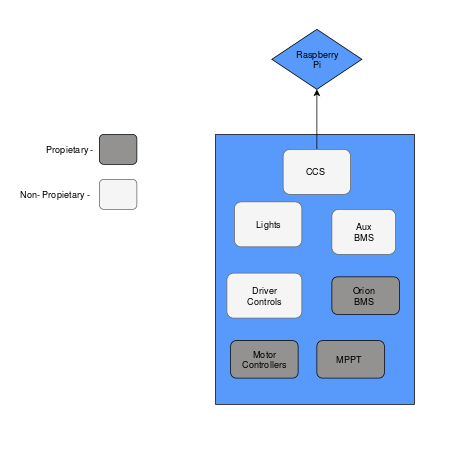 Raspberry
Pi
Propietary -
Non- Propietary -
CCS
Lights
Aux
BMS
Driver
Controls
Orion
BMS
Motor
Controllers
MPPT